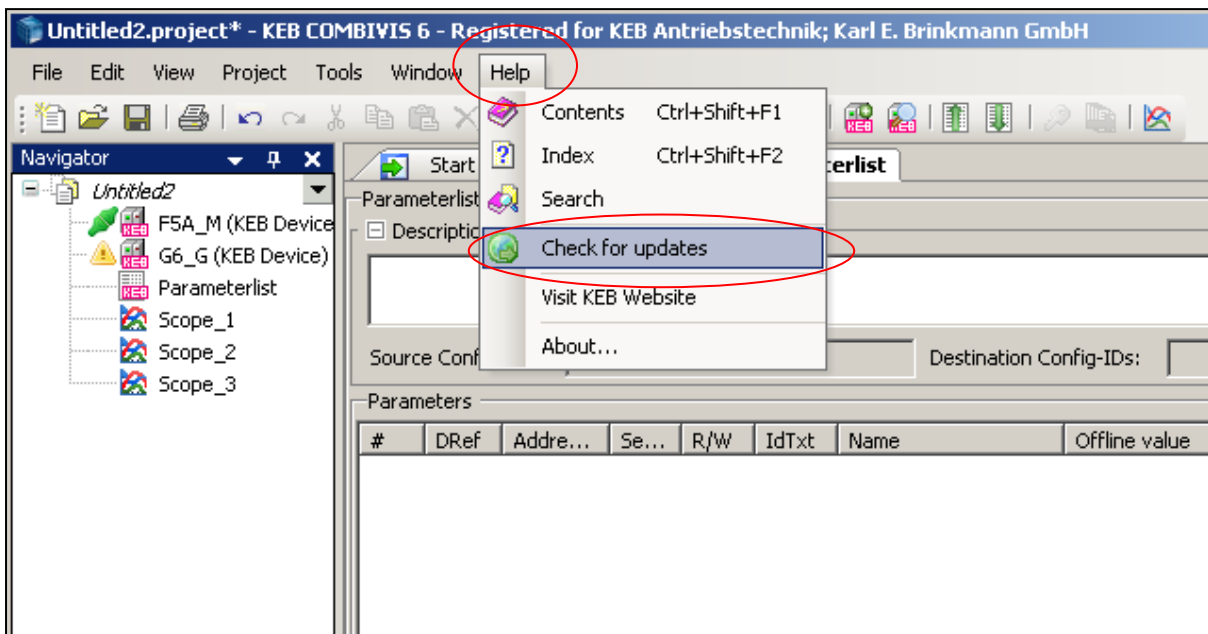 Untitled2.project* - KEB COMBIVIS 6 - Registered for KEB Antriebstechnik; Karl E. Brinkmann GmbH
File Edit View Project Tools Window Help
Contents Ctrl+Shift+F1
Index Ctrl+Shift+F2
Search
Check for updates
Visit KEB Website
About...
Navigator
Untitled2
F5A_M (KEB Device
G6_G (KEB Device)
Parameterlist
Scope_1
Scope_2
Scope_3
Start terlist
Parameterlist
Descriptio
Source Conf Destination Config-IDs:
Parameters
# DRef Addre... Se... R/W IdTxt Name Offline value